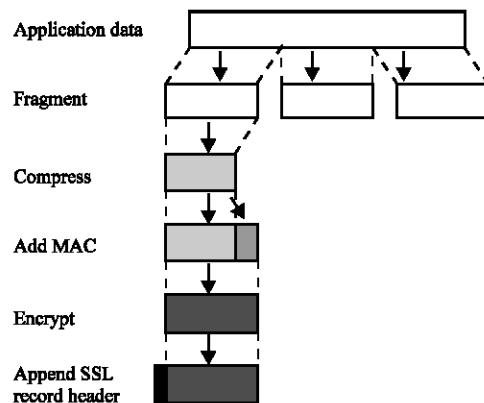 Application data
Fragment
Compress
Add MAC
Encrypt
Append SSL
record header